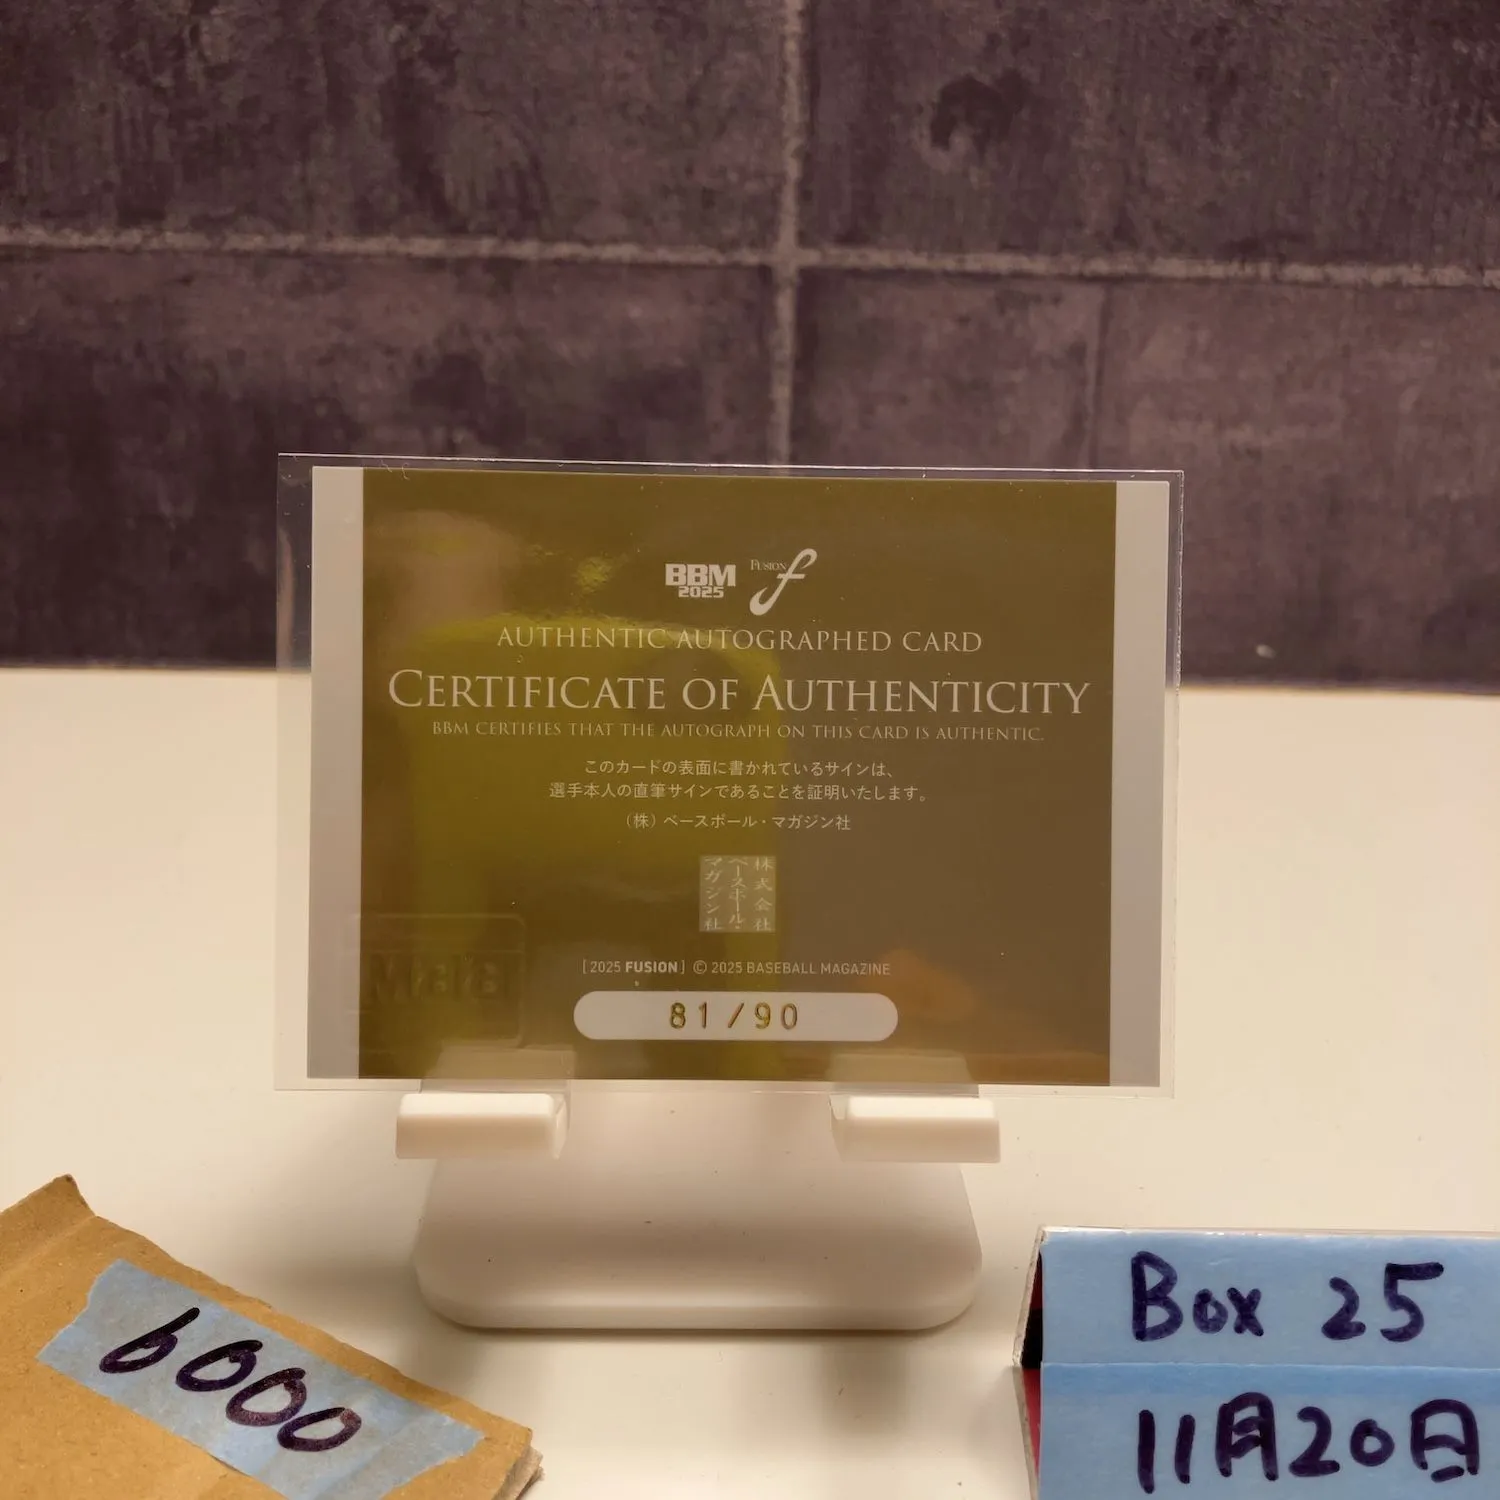 BBM
2025
FUSION f
AUTHENTIC AUTOGRAPHED CARD
CERTIFICATE OF AUTHENTICITY
BBM CERTIFIES THAT THE AUTOGRAPH ON THIS CARD IS AUTHENTIC.
このカードの表面に書かれているサインは、
選手本人の直筆サインであることを証明いたします。
（株）ベースボール・マガジン社
株式会社
ベースボール・
マガジン社
[2025 FUSION] © 2025 BASEBALL MAGAZINE
81/90
6000
Box 25
11月20日